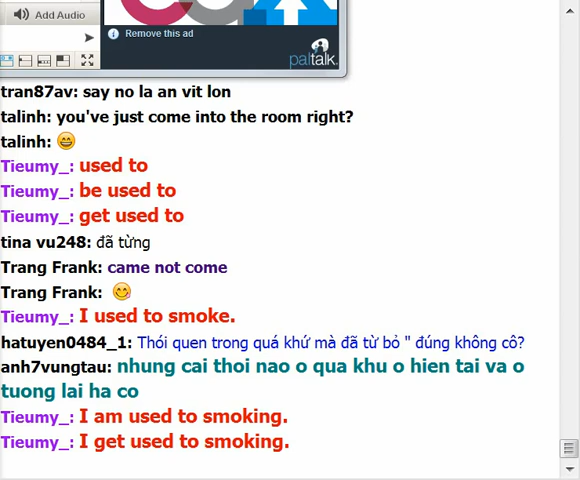 Add Audio
Remove this ad
paltalk.
tran87av: say no la an vit lon
talinh: you've just come into the room right?
talinh:
Tieumy_: used to
Tieumy_: be used to
Tieumy_: get used to
tina vu248: đã từng
Trang Frank: came not come
Trang Frank:
Tieumy_: I used to smoke.
hatuyen0484_1: Thói quen trong quá khứ mà đã từ bỏ " đúng không cô?
anh7vungtau: nhung cai thoi nao o qua khu o hien tai va o
tuong lai ha co
Tieumy_: I am used to smoking.
Tieumy_: I get used to smoking.